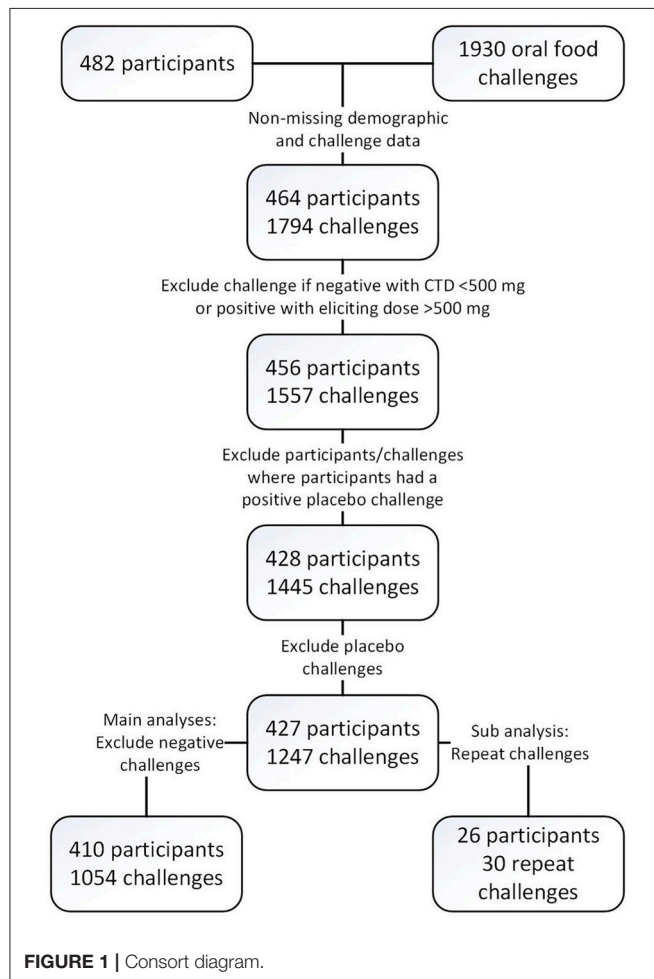 482 participants
1930 oral food
challenges
Non-missing demographic
and challenge data
464 participants
1794 challenges
Exclude challenge if negative with CTD <500 mg
or positive with eliciting dose >500 mg
456 participants
1557 challenges
Exclude participants/challenges
where participants had a
positive placebo challenge
428 participants
1445 challenges
Exclude placebo
challenges
427 participants
1247 challenges
Main analyses:
Exclude negative
challenges
Sub analysis:
Repeat challenges
410 participants
1054 challenges
26 participants
30 repeat
challenges
FIGURE 1 | Consort diagram.